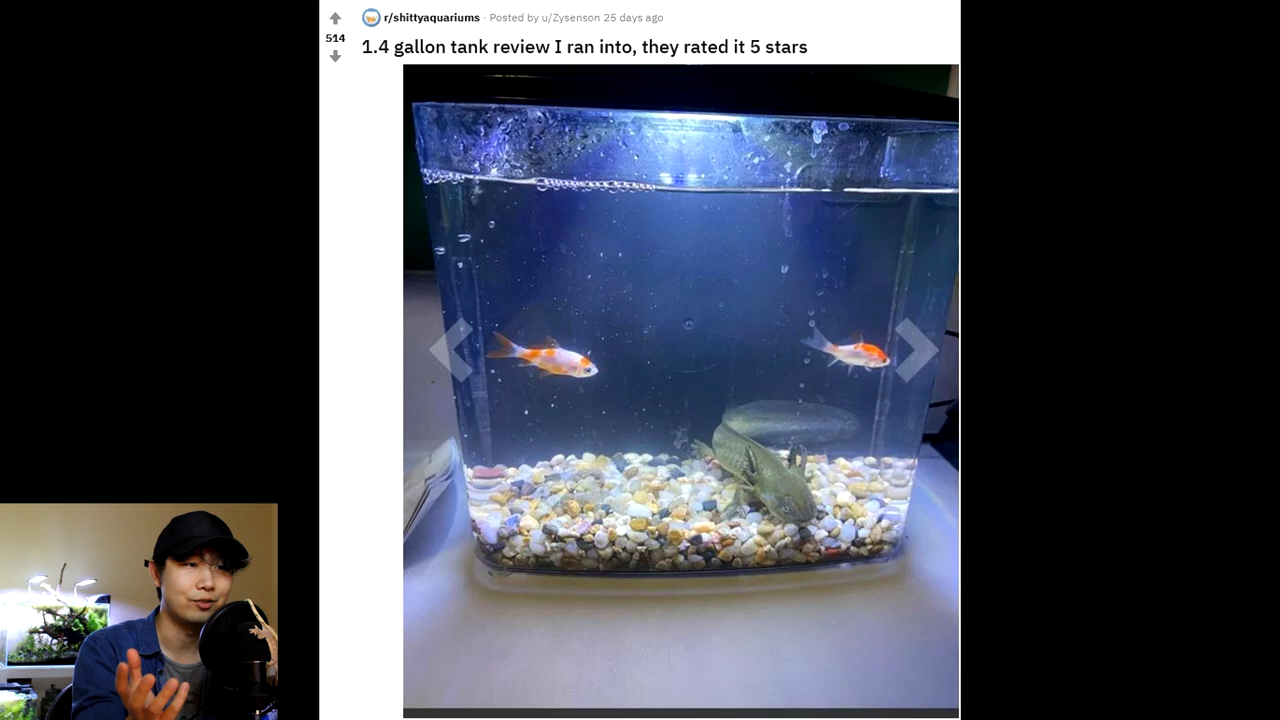 r/shittyaquariums · Posted by u/Zysenson 25 days ago
514
1.4 gallon tank review I ran into, they rated it 5 stars